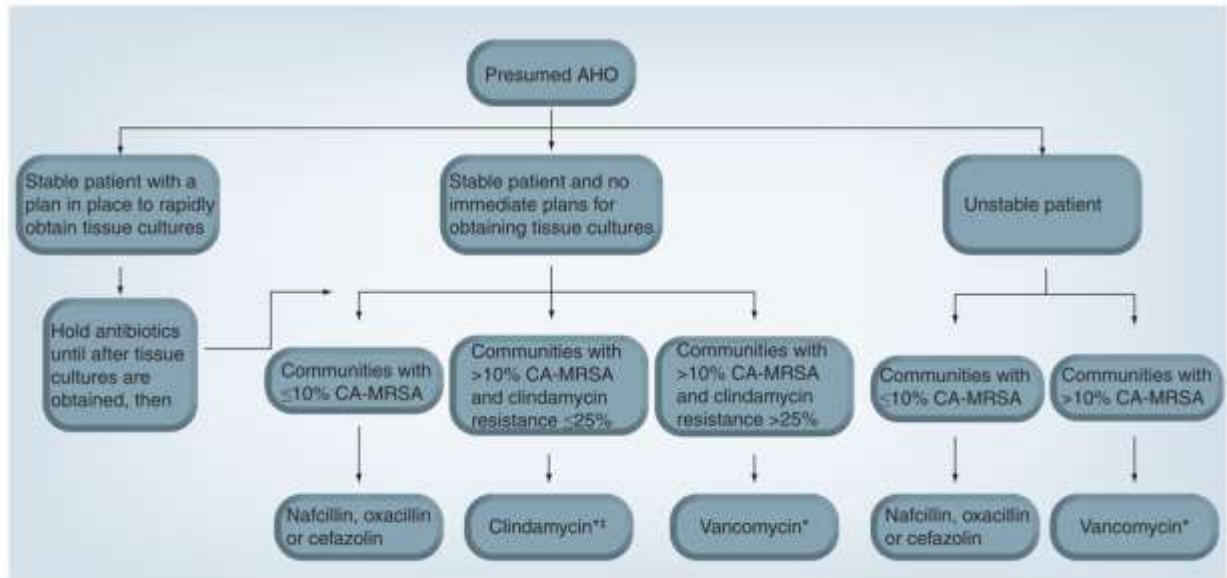 Presumed AHO
Stable patient with a
plan in place to rapidly
obtain tissue cultures
Stable patient and no
immediate plans for
obtaining tissue cultures
Unstable patient
Hold antibiotics
until after tissue
cultures are
obtained, then
Communities with
≤10% CA-MRSA
Communities with
>10% CA-MRSA
and clindamycin
resistance ≤25%
Communities with
>10% CA-MRSA
and clindamycin
resistance >25%
Communities with
≤10% CA-MRSA
Communities with
>10% CA-MRSA
Nafcillin, oxacillin
or cefazolin
Clindamycin*‡
Vancomycin*
Nafcillin, oxacillin
or cefazolin
Vancomycin*